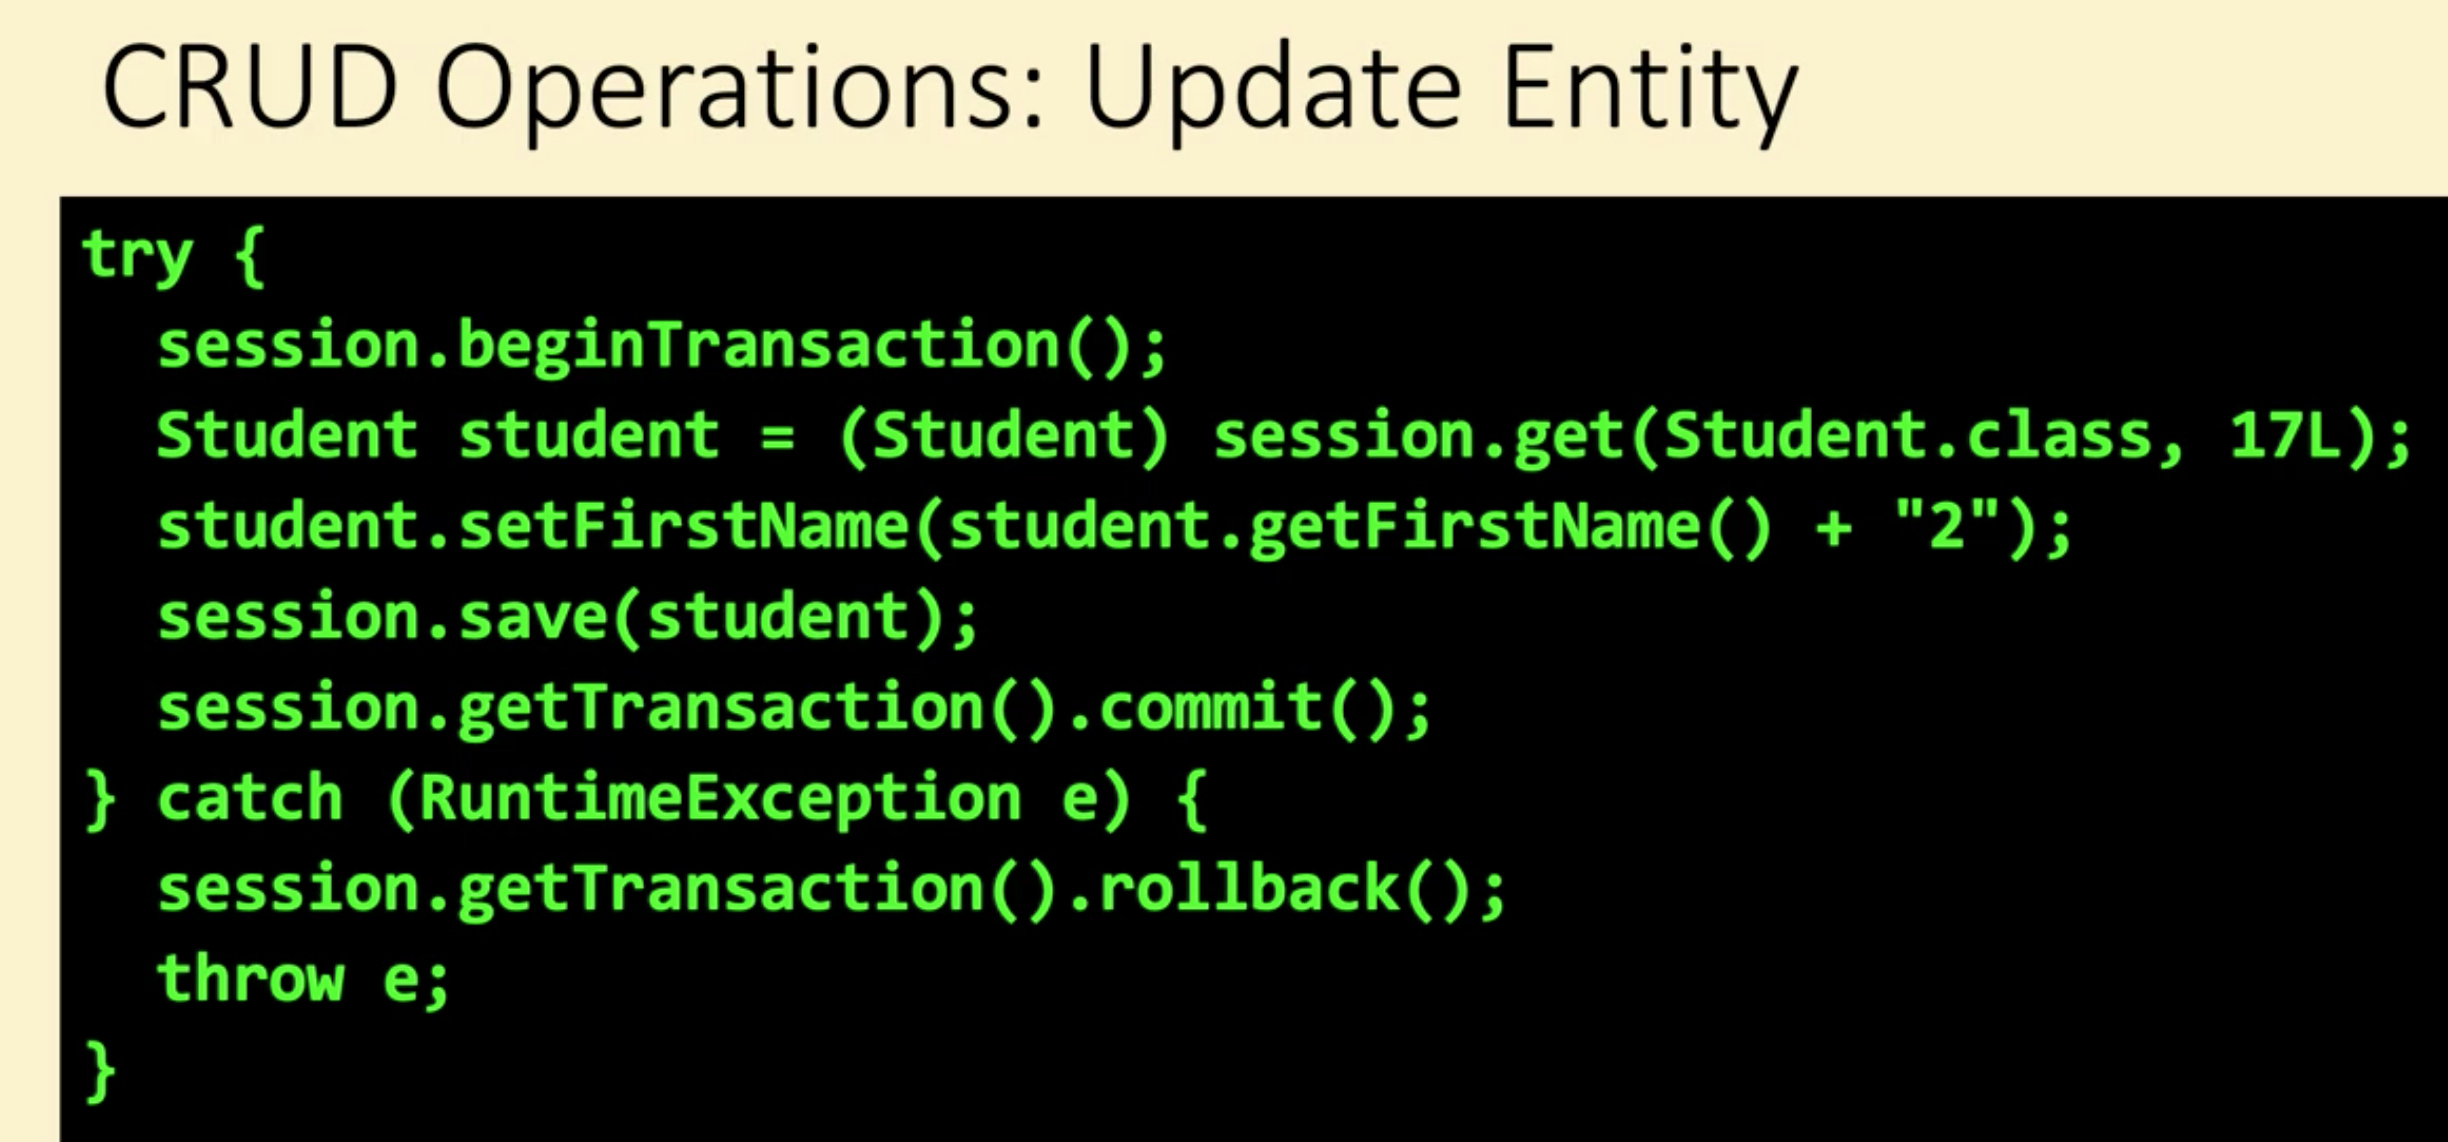 CRUD Operations: Update Entity
try {
  session.beginTransaction();
  Student student = (Student) session.get(Student.class, 17L);
  student.setFirstName(student.getFirstName() + "2");
  session.save(student);
  session.getTransaction().commit();
} catch (RuntimeException e) {
  session.getTransaction().rollback();
  throw e;
}